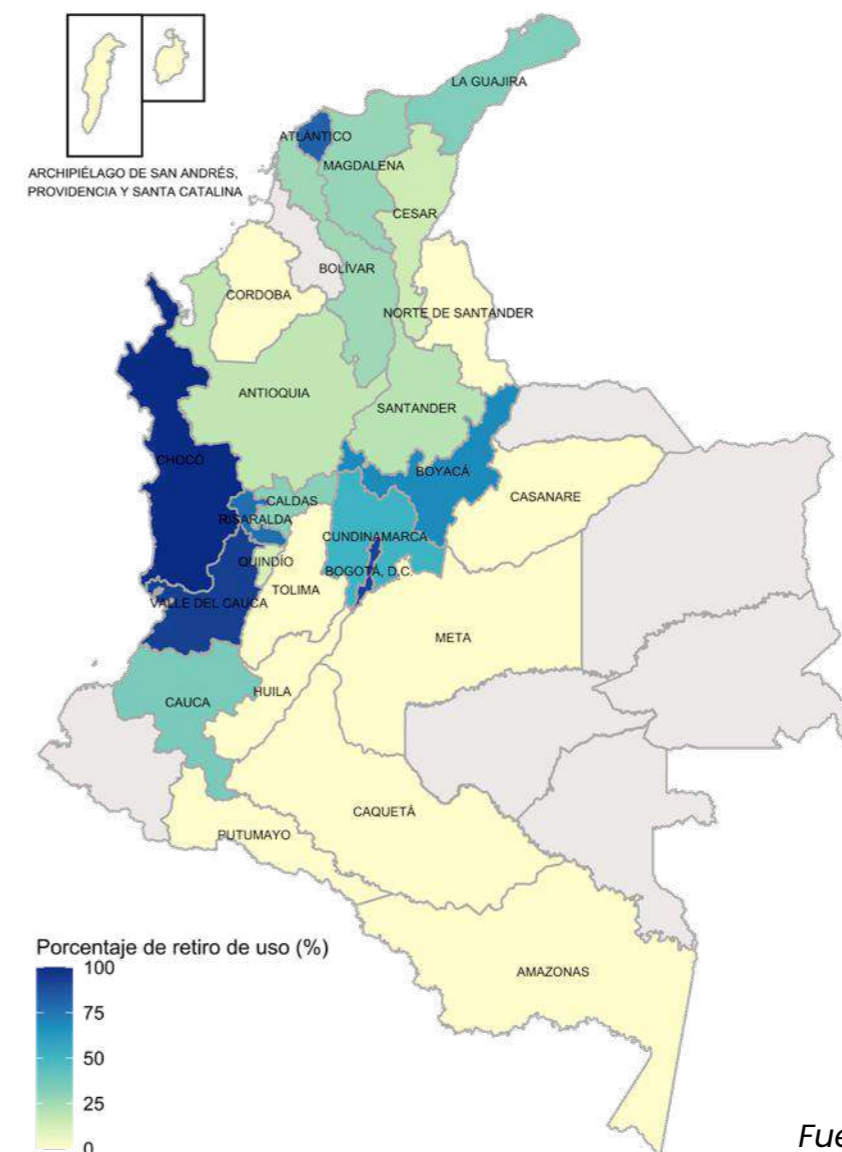 LA GUAJIRA
ATLÁNTICO
MAGDALENA
ARCHIPIÉLAGO DE SAN ANDRÉS,
PROVIDENCIA Y SANTA CATALINA
CESAR
BOLÍVAR
CORDOBA
NORTE DE SANTANDER
ANTIOQUIA
SANTANDER
CHOCÓ
BOYACÁ
CASANARE
CALDAS
RISARALDA
CUNDINAMARCA
QUINDÍO
BOGOTÁ, D.C.
TOLIMA
VALLE DEL CAUCA
META
HUILA
CAUCA
CAQUETÁ
PUTUMAYO
AMAZONAS
Porcentaje de retiro de uso (%)
100
75
50
25
0
Fue